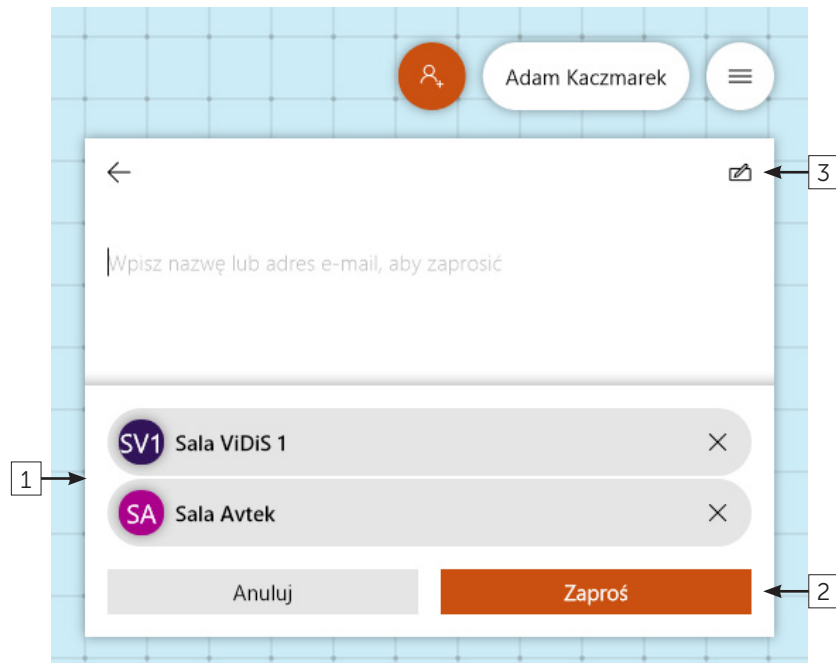 Adam Kaczmarek
3
Wpisz nazwę lub adres e-mail, aby zaprosić
SV1 Sala ViDiS 1
1
SA Sala Avtek
Anuluj Zaproś 2